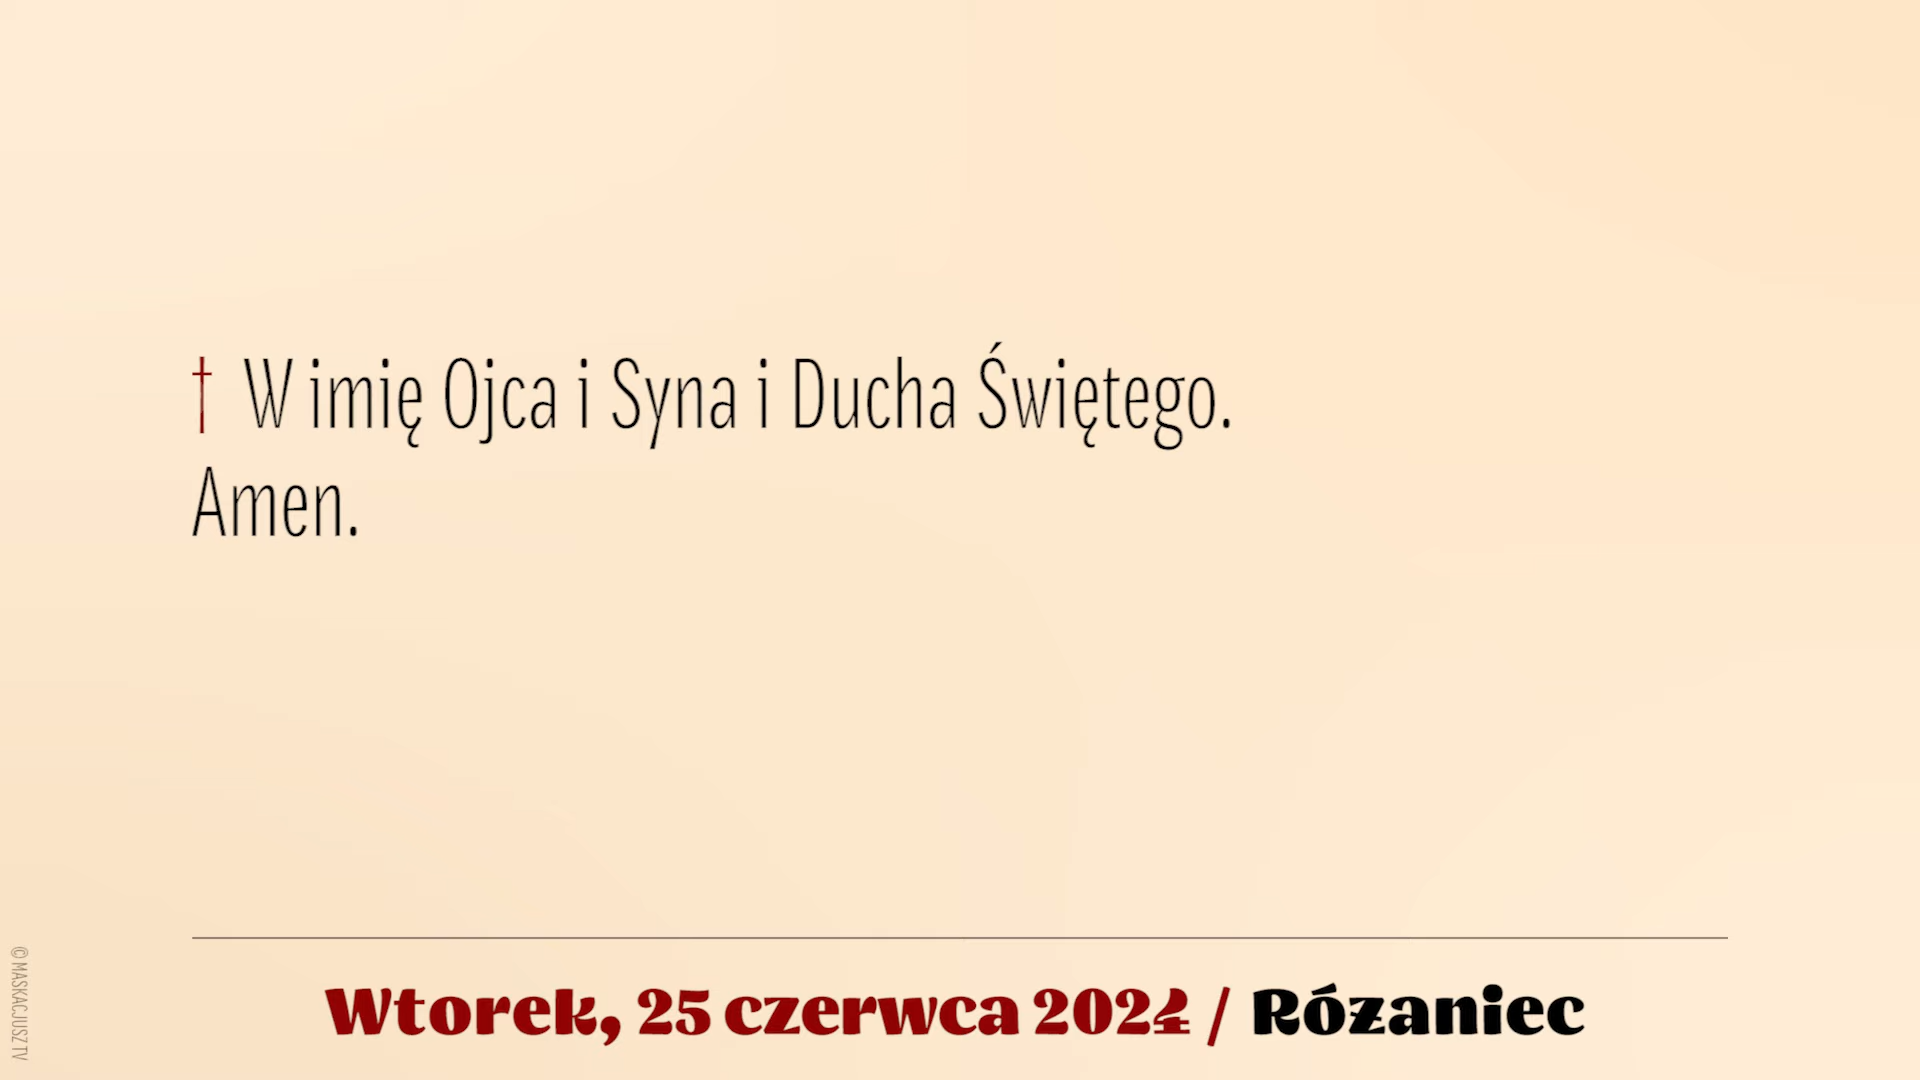 † W imię Ojca i Syna i Ducha Świętego.
Amen.
Wtorek, 25 czerwca 2024 / Różaniec
© MASKACJUSZ TV